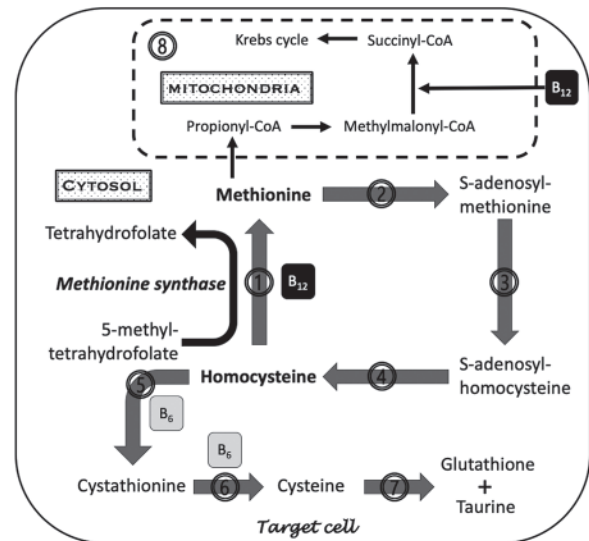 8
Krebs cycle
Succinyl-CoA
MITOCHONDRIA
B12
Propionyl-CoA
Methylmalonyl-CoA
CYTOSOL
Methionine
2
S-adenosyl-
methionine
Tetrahydrofolate
Methionine synthase
1
B12
3
5-methyl-
tetrahydrofolate
Homocysteine
4
S-adenosyl-
homocysteine
5
B6
B6
Cystathionine
6
Cysteine
7
Glutathione
+
Taurine
Target cell